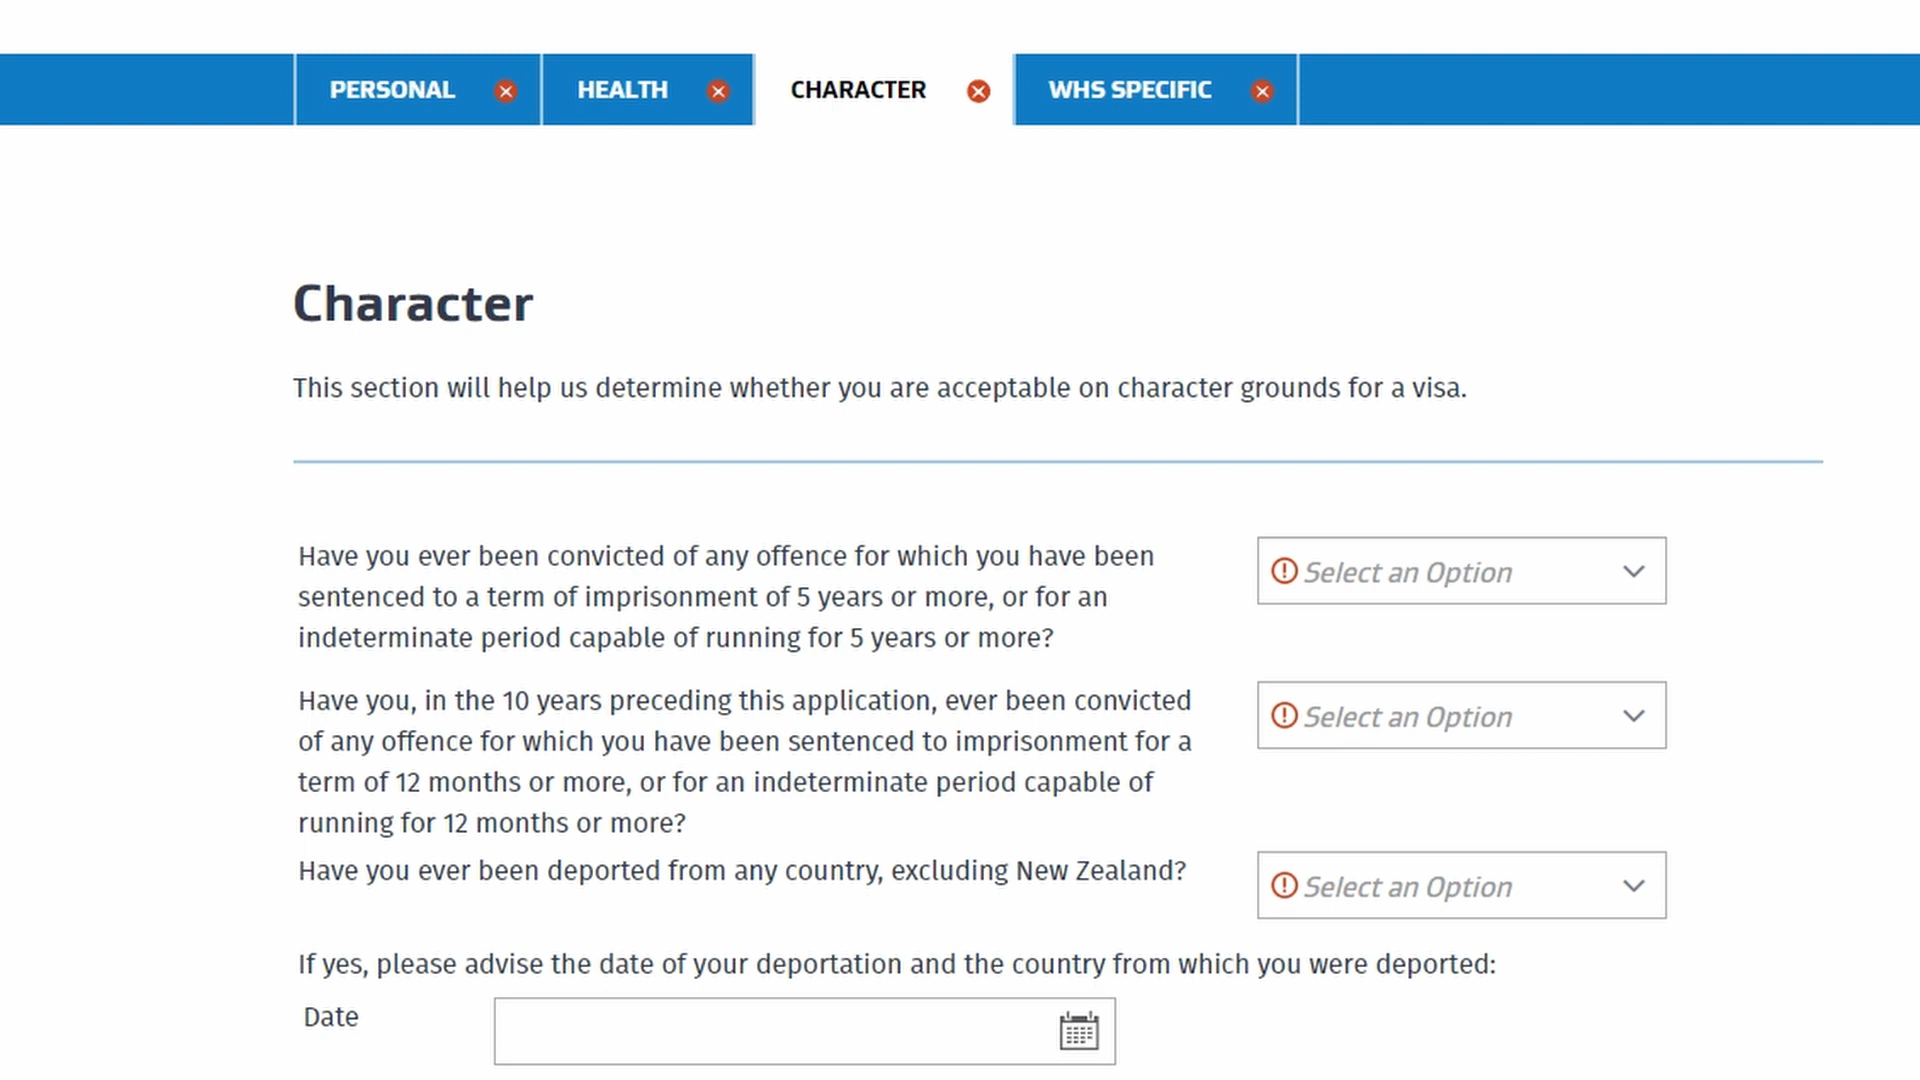 PERSONAL
HEALTH
CHARACTER
WHS SPECIFIC
Character
This section will help us determine whether you are acceptable on character grounds for a visa.
Have you ever been convicted of any offence for which you have been
sentenced to a term of imprisonment of 5 years or more, or for an
indeterminate period capable of running for 5 years or more?
Select an Option
Have you, in the 10 years preceding this application, ever been convicted
of any offence for which you have been sentenced to imprisonment for a
term of 12 months or more, or for an indeterminate period capable of
running for 12 months or more?
Select an Option
Have you ever been deported from any country, excluding New Zealand?
Select an Option
If yes, please advise the date of your deportation and the country from which you were deported:
Date